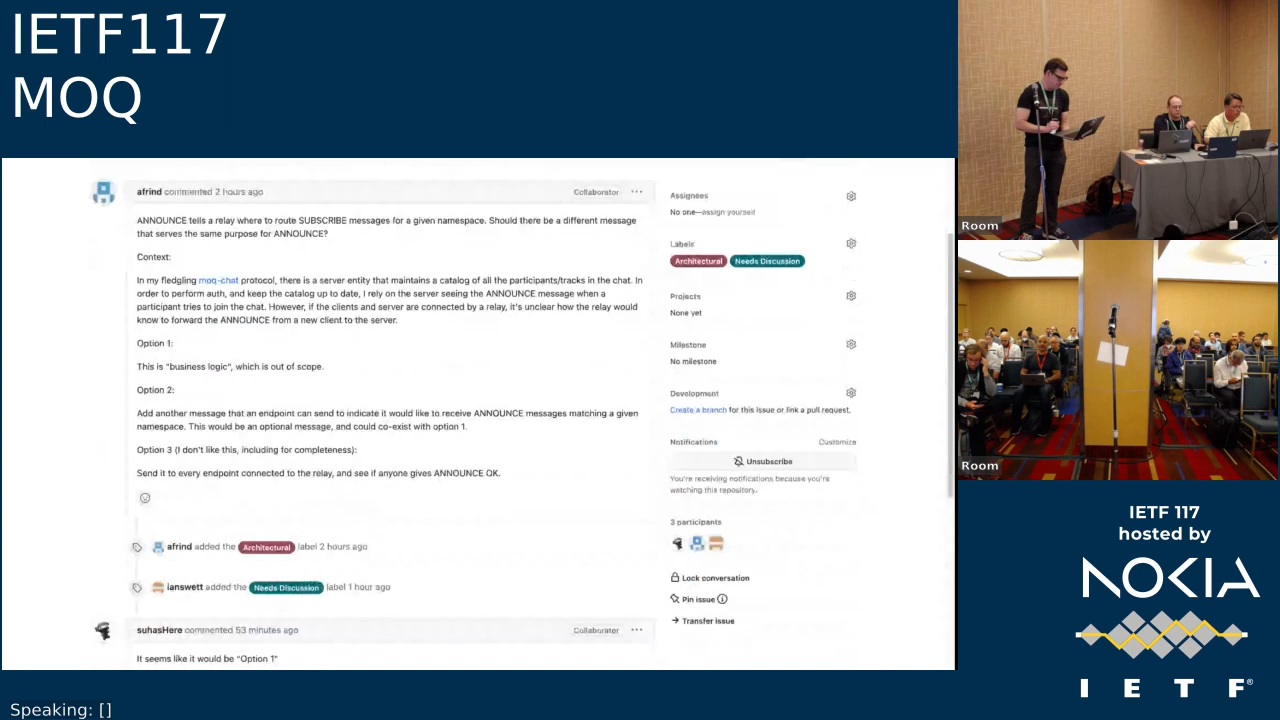 IETF117
MOQ
afrind commented 2 hours ago
Collaborator
ANNOUNCE tells a relay where to route SUBSCRIBE messages for a given namespace. Should there be a different message
that serves the same purpose for ANNOUNCE?
Context:
In my fledgling moq-chat protocol, there is a server entity that maintains a catalog of all the participants/tracks in the chat. In
order to perform auth, and keep the catalog up to date, I rely on the server seeing the ANNOUNCE message when a
participant tries to join the chat. However, if the clients and server are connected by a relay, it's unclear how the relay would
know to forward the ANNOUNCE from a new client to the server.
Option 1:
This is "business logic", which is out of scope.
Option 2:
Add another message that an endpoint can send to indicate it would like to receive ANNOUNCE messages matching a given
namespace. This would be an optional message, and could co-exist with option 1.
Option 3 (I don't like this, including for completeness):
Send it to every endpoint connected to the relay, and see if anyone gives ANNOUNCE OK.
afrind added the Architectural label 2 hours ago
ianswett added the Needs Discussion label 1 hour ago
suhasHere commented 53 minutes ago
Collaborator
It seems like it would be "Option 1"
Assignees
No one—assign yourself
Labels
Architectural Needs Discussion
Projects
None yet
Milestone
No milestone
Development
Create a branch for this issue or link a pull request.
Notifications
Customize
Unsubscribe
You're receiving notifications because you're
watching this repository.
3 participants
Lock conversation
Pin issue
Transfer issue
Room
Room
IETF 117
hosted by
NOKIA
I E T F®
Speaking: []